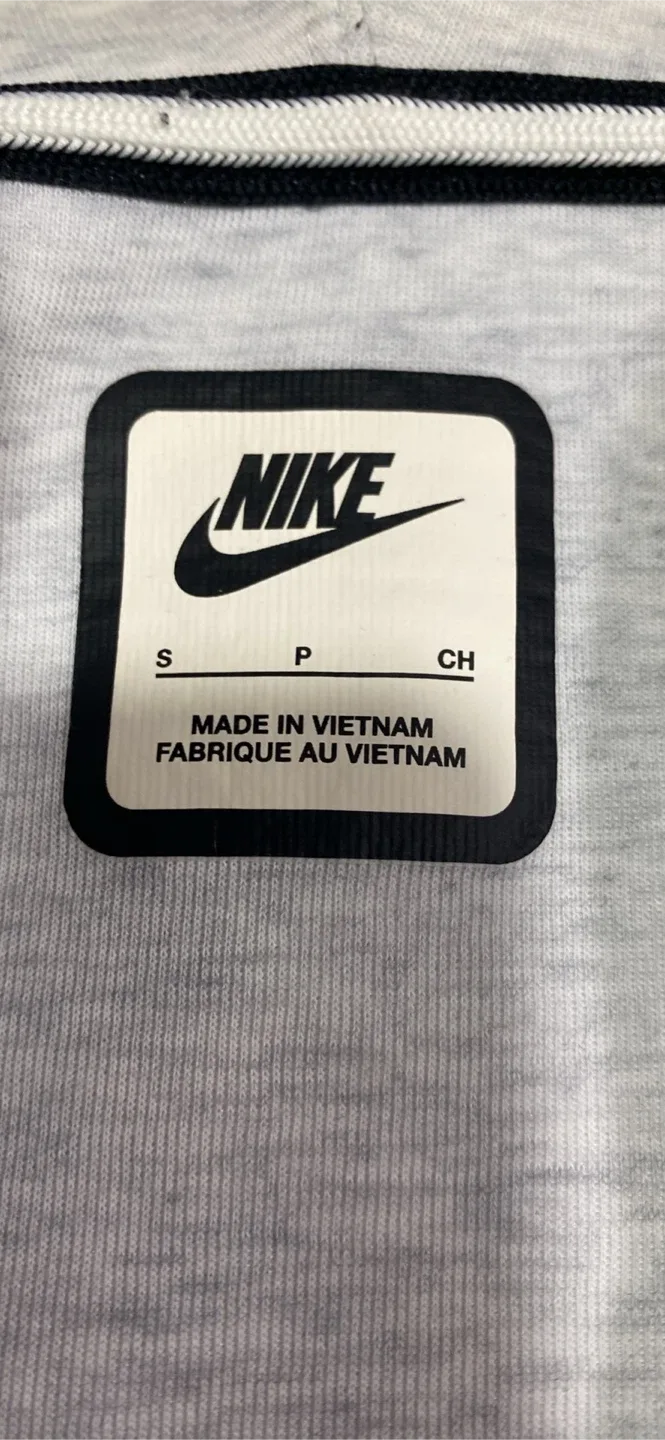 NIKE
S P CH
MADE IN VIETNAM
FABRIQUE AU VIETNAM